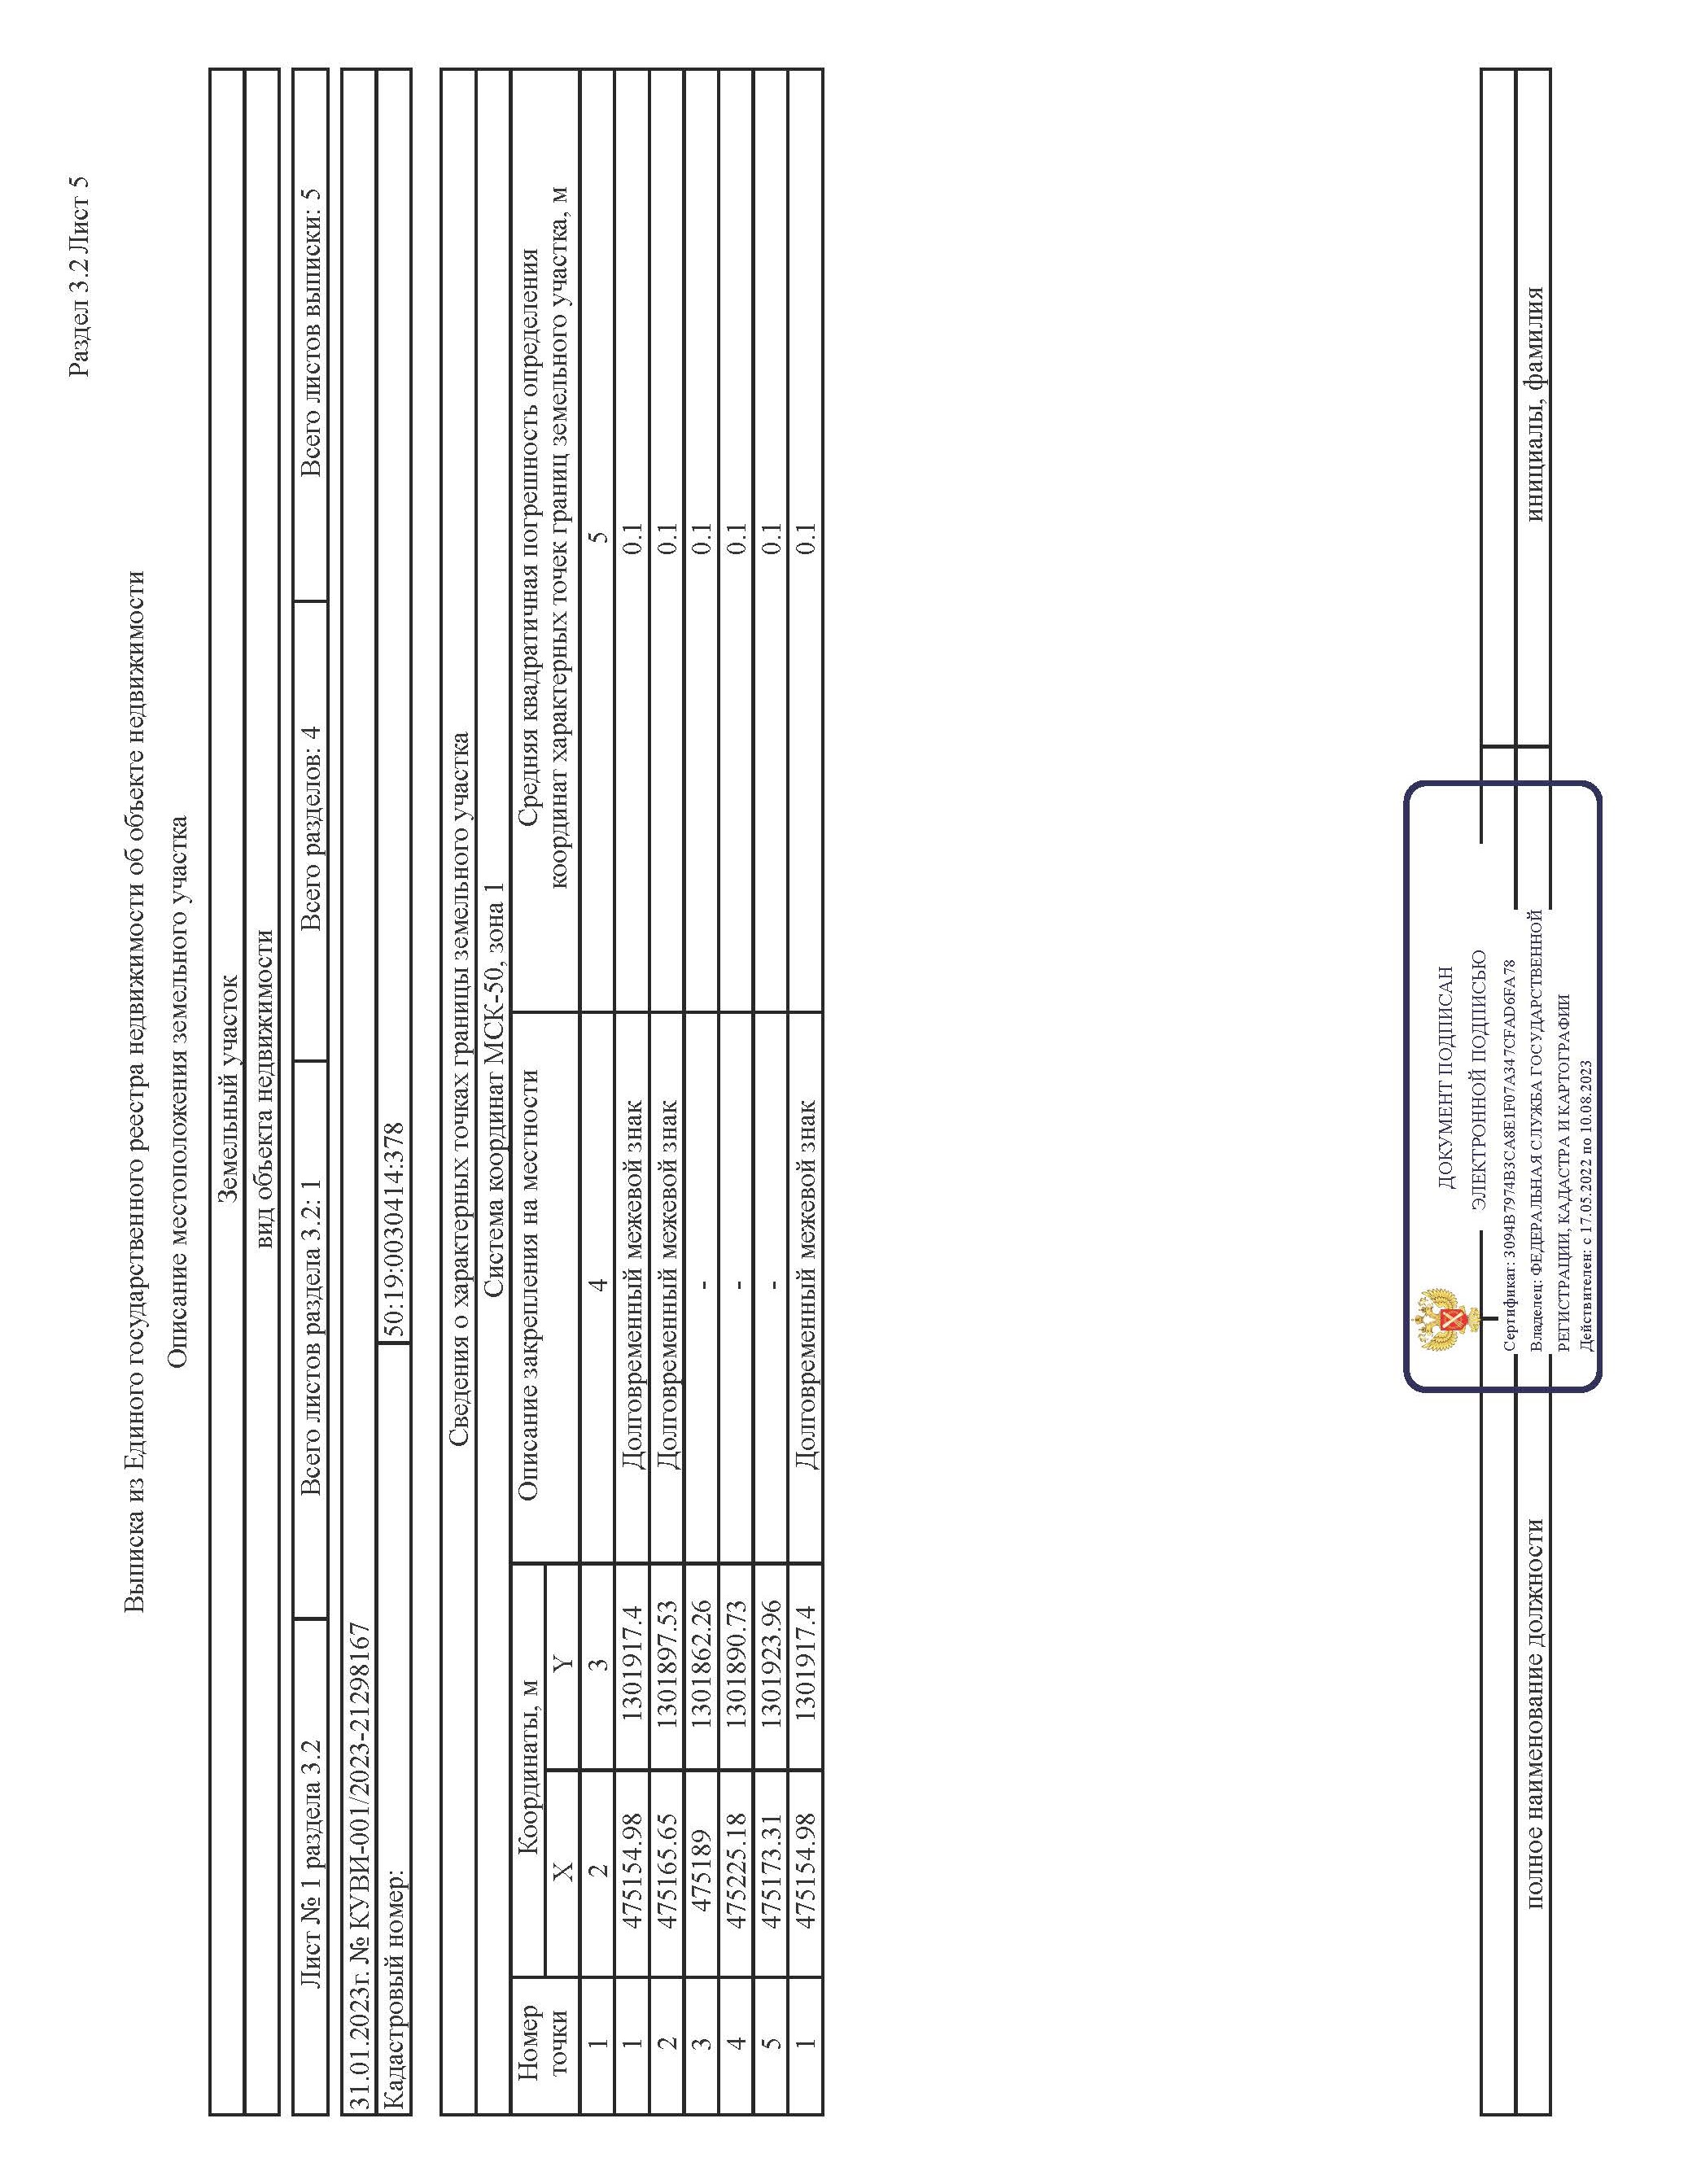 Раздел 3.2 Лист 5
Выписка из Единого государственного реестра недвижимости об объекте недвижимости
Описание местоположения земельного участка
Земельный участок
вид объекта недвижимости
Лист № 1 раздела 3.2 Всего листов раздела 3.2: 1 Всего разделов: 4 Всего листов выписки: 5
31.01.2023г. № КУВИ-001/2023-21298167
Кадастровый номер: 50:19:0030414:378
Сведения о характерных точках границы земельного участка
Система координат МСК-50, зона 1
Номер точки
Координаты, м
X Y
Описание закрепления на местности
Средняя квадратичная погрешность определения
координат характерных точек границ земельного участка, м
1 2 3 4 5
1 475154.98 1301917.4 Долговременный межевой знак 0.1
2 475165.65 1301897.53 Долговременный межевой знак 0.1
3 475189 1301862.26 - 0.1
4 475225.18 1301890.73 - 0.1
5 475173.31 1301923.96 - 0.1
1 475154.98 1301917.4 Долговременный межевой знак 0.1
ДОКУМЕНТ ПОДПИСАН
ЭЛЕКТРОННОЙ ПОДПИСЬЮ
Сертификат: 3094B7974B3CA8E1F07A347CFAD6FA78
Владелец: ФЕДЕРАЛЬНАЯ СЛУЖБА ГОСУДАРСТВЕННОЙ
РЕГИСТРАЦИИ, КАДАСТРА И КАРТОГРАФИИ
Действителен: с 17.05.2022 по 10.08.2023
полное наименование должности
инициалы, фамилия